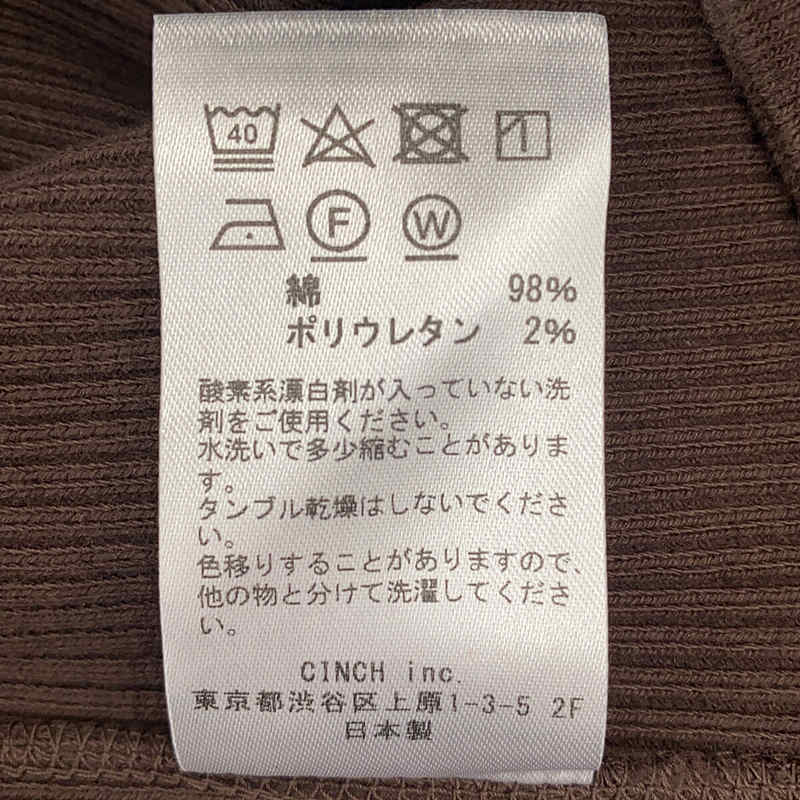 40
F W
綿 98%
ポリウレタン 2%
酸素系漂白剤が入っていない洗
剤をご使用ください。
水洗いで多少縮むことがありま
す。
タンブル乾燥はしないでくださ
い。
色移りすることがありますので、
他の物と分けて洗濯してくださ
い。
CINCH inc.
東京都渋谷区上原1-3-5 2F
日本製